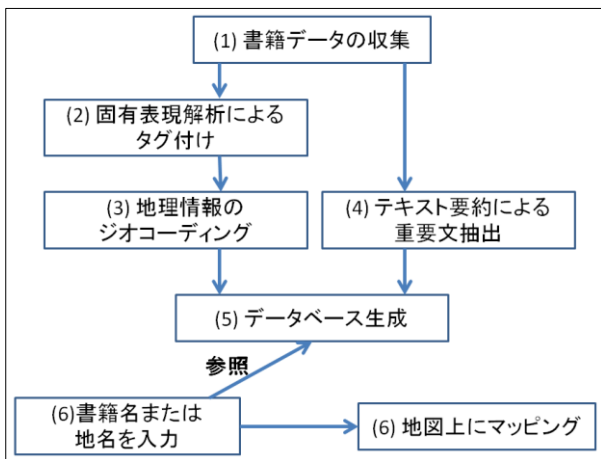 (1) 書籍データの収集
(2) 固有表現解析による
タグ付け
(3) 地理情報の
ジオコーディング
(4) テキスト要約による
重要文抽出
(5) データベース生成
参照
(6)書籍名または
地名を入力
(6) 地図上にマッピング